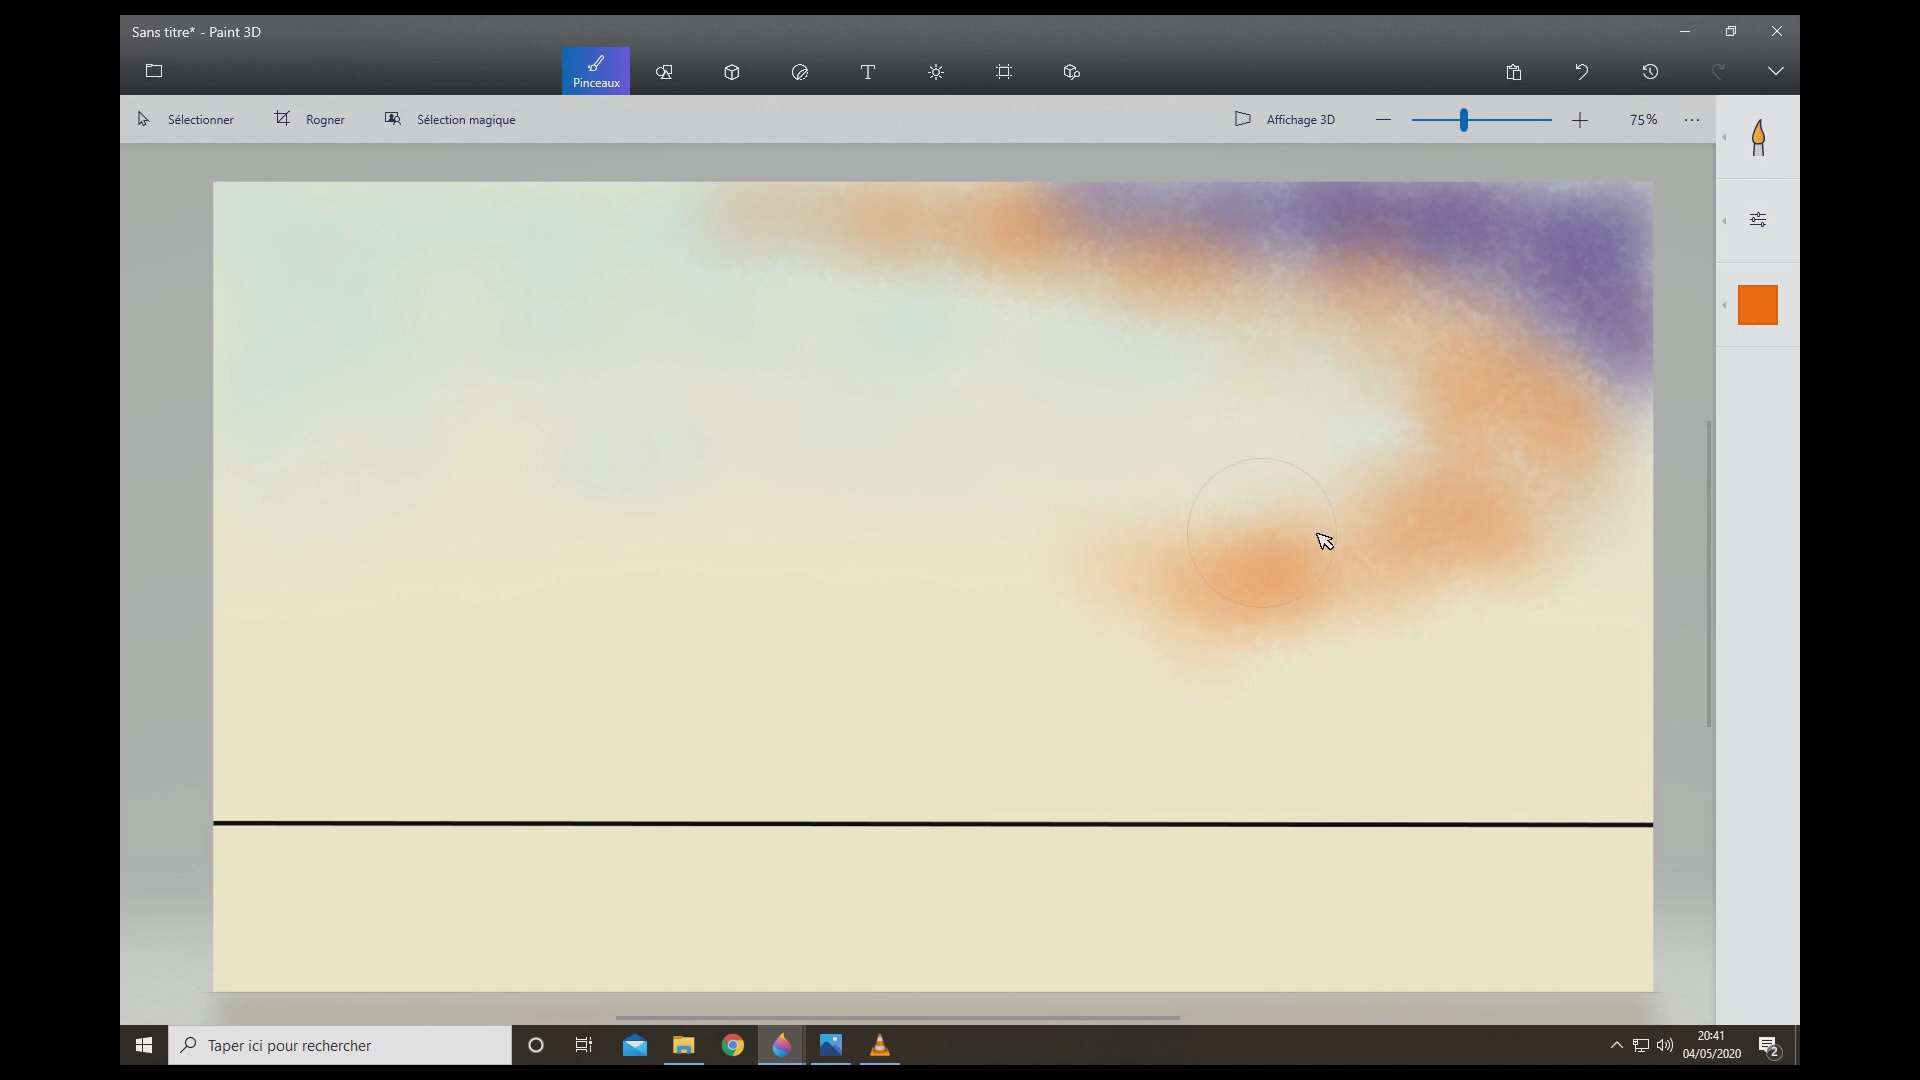 Sans titre* - Paint 3D
Pinceaux
Sélectionner
Rogner
Sélection magique
Affichage 3D
75%
Taper ici pour rechercher
20:41
04/05/2020
2